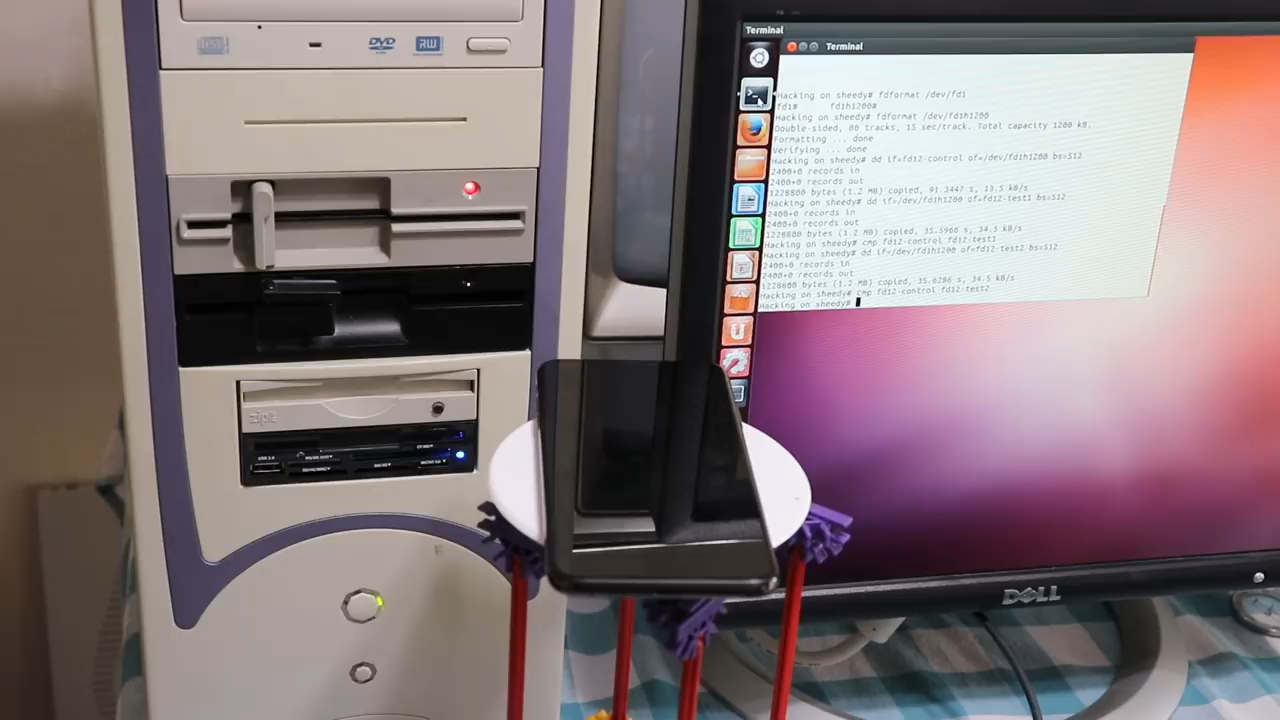 DVD
RW
zip
Terminal
Terminal
Hacking on sheedy# fdformat /dev/fd1
fd1# fd1h1200#
Hacking on sheedy# fdformat /dev/fd1h1200
Double-sided, 80 tracks, 15 sec/track. Total capacity 1200 kB.
Formatting ... done
Verifying ... done
Hacking on sheedy# dd if=fd12-control of=/dev/fd1h1200 bs=512
2400+0 records in
2400+0 records out
1228800 bytes (1.2 MB) copied, 91.3447 s, 13.5 kB/s
Hacking on sheedy# dd if=/dev/fd1h1200 of=fd12-test1 bs=512
2400+0 records in
2400+0 records out
1228800 bytes (1.2 MB) copied, 35.5968 s, 34.5 kB/s
Hacking on sheedy# cmp fd12-control fd12-test1
Hacking on sheedy# dd if=/dev/fd1h1200 of=fd12-test2 bs=512
2400+0 records in
2400+0 records out
1228800 bytes (1.2 MB) copied, 35.6286 s, 34.5 kB/s
Hacking on sheedy# cmp fd12-control fd12-test2
Hacking on sheedy#
DELL